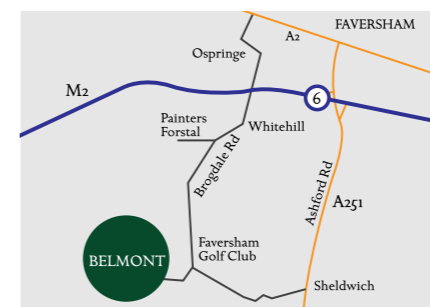 FAVERSHAM
A2
Ospringe
M2
6
Painters
Forstal
Whitehill
Brogdale Rd
Ashford Rd
A251
Faversham
Golf Club
BELMONT
Sheldwich